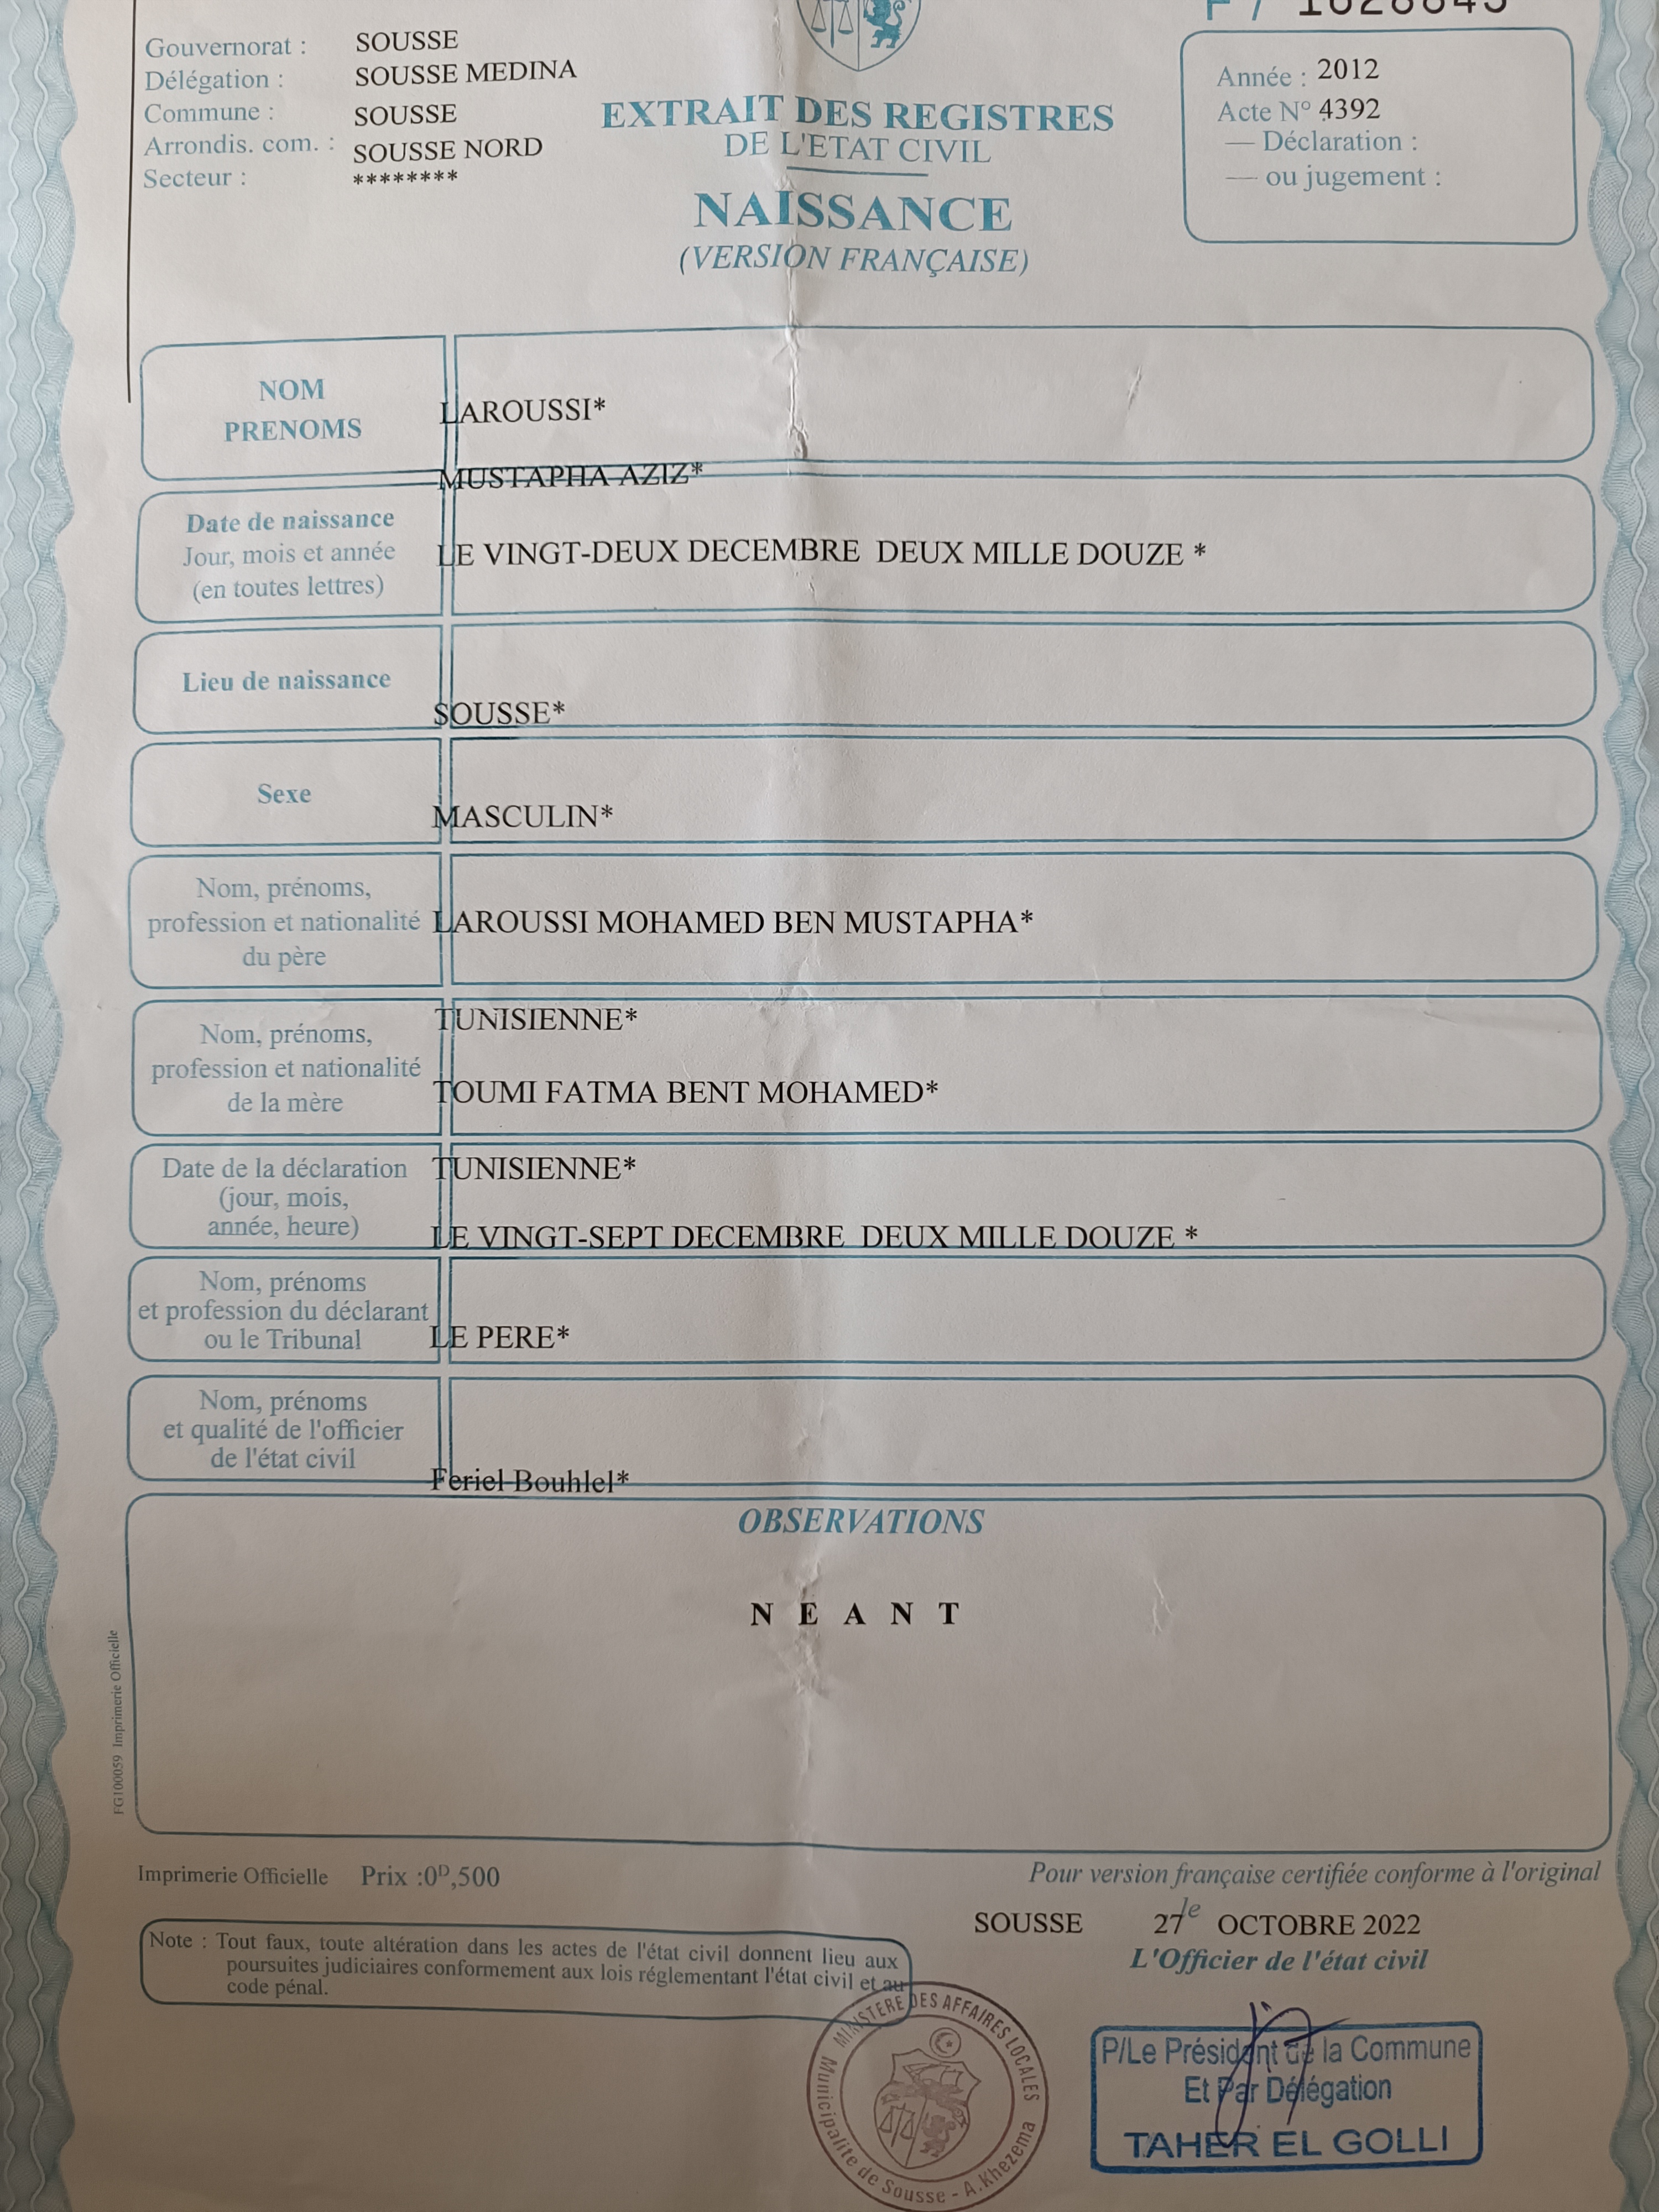 Gouvernorat : SOUSSE
Délégation : SOUSSE MEDINA
Commune : SOUSSE
Arrondis. com. : SOUSSE NORD
Secteur : ********
EXTRAIT DES REGISTRES
DE L'ETAT CIVIL
NAISSANCE
(VERSION FRANÇAISE)
Année : 2012
Acte N° 4392
— Déclaration :
— ou jugement :
NOM
PRENOMS
LAROUSSI*
MUSTAPHA AZIZ*
Date de naissance
Jour, mois et année
(en toutes lettres)
LE VINGT-DEUX DECEMBRE DEUX MILLE DOUZE *
Lieu de naissance
SOUSSE*
Sexe
MASCULIN*
Nom, prénoms,
profession et nationalité
du père
LAROUSSI MOHAMED BEN MUSTAPHA*
TUNISIENNE*
Nom, prénoms,
profession et nationalité
de la mère
TOUMI FATMA BENT MOHAMED*
TUNISIENNE*
Date de la déclaration
(jour, mois,
année, heure)
LE VINGT-SEPT DECEMBRE DEUX MILLE DOUZE *
Nom, prénoms
et profession du déclarant
ou le Tribunal
LE PERE*
Nom, prénoms
et qualité de l'officier
de l'état civil
Feriel Bouhlel*
OBSERVATIONS
N E A N T
FG100059 Imprimerie Officielle
Imprimerie Officielle Prix :0ᴰ,500
Pour version française certifiée conforme à l'original
SOUSSE le 27 OCTOBRE 2022
L'Officier de l'état civil
Note : Tout faux, toute altération dans les actes de l'état civil donnent lieu aux
poursuites judiciaires conformement aux lois réglementant l'état civil et au
code pénal.
MINISTERE DES AFFAIRES LOCALES
Municipalite de Sousse - A.Khezema
P/Le Président de la Commune
Et Par Délégation
TAHER EL GOLLI